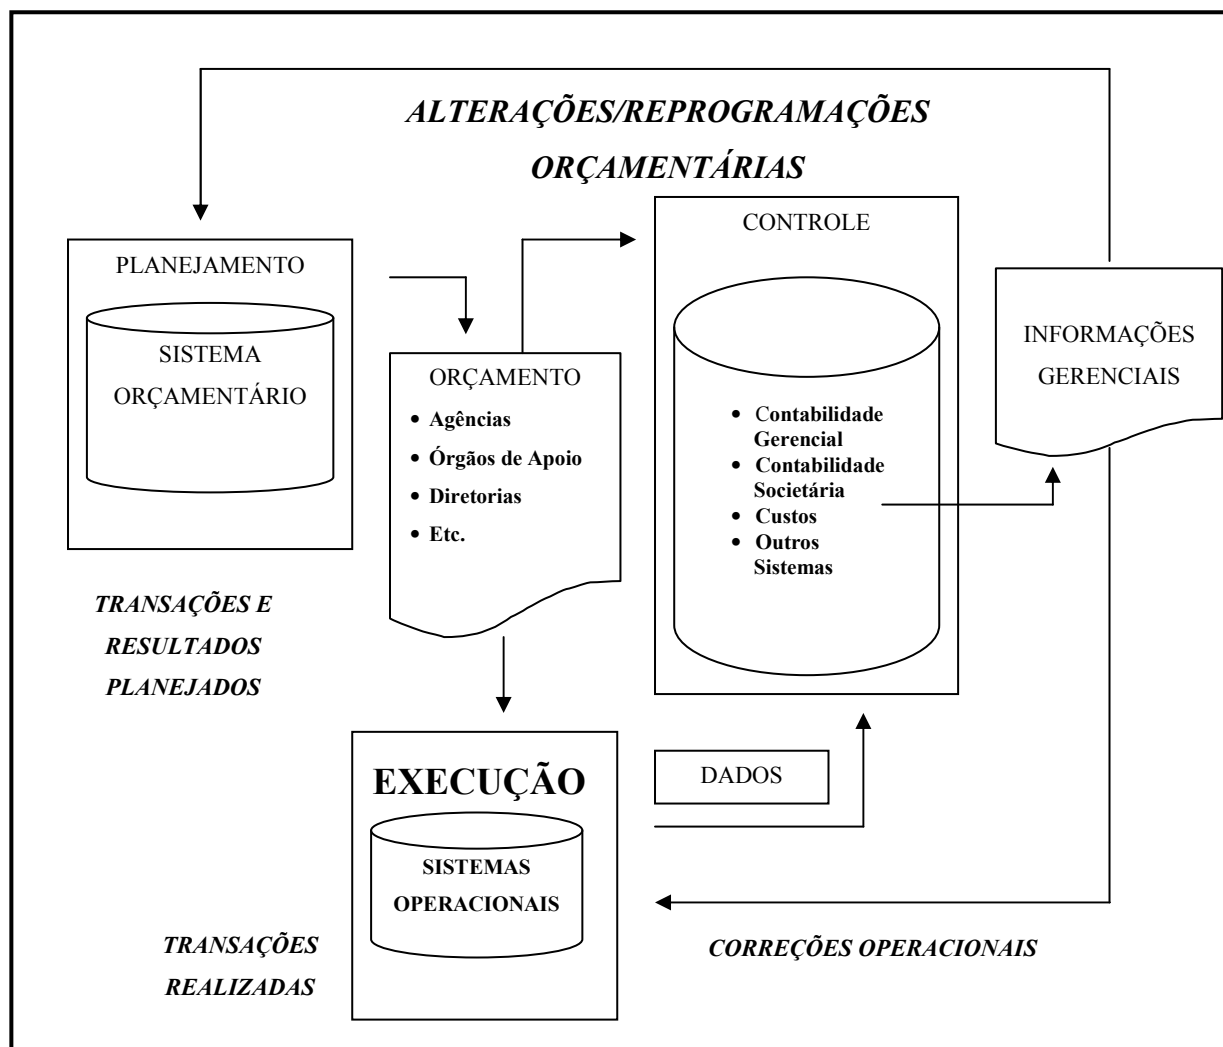 ALTERAÇÕES/REPROGRAMAÇÕES
ORÇAMENTÁRIAS
PLANEJAMENTO
SISTEMA
ORÇAMENTÁRIO
TRANSAÇÕES E
RESULTADOS
PLANEJADOS
ORÇAMENTO
• Agências
• Órgãos de Apoio
• Diretorias
• Etc.
CONTROLE
• Contabilidade
Gerencial
• Contabilidade
Societária
• Custos
• Outros
Sistemas
INFORMAÇÕES
GERENCIAIS
EXECUÇÃO
SISTEMAS
OPERACIONAIS
DADOS
TRANSAÇÕES
REALIZADAS
CORREÇÕES OPERACIONAIS